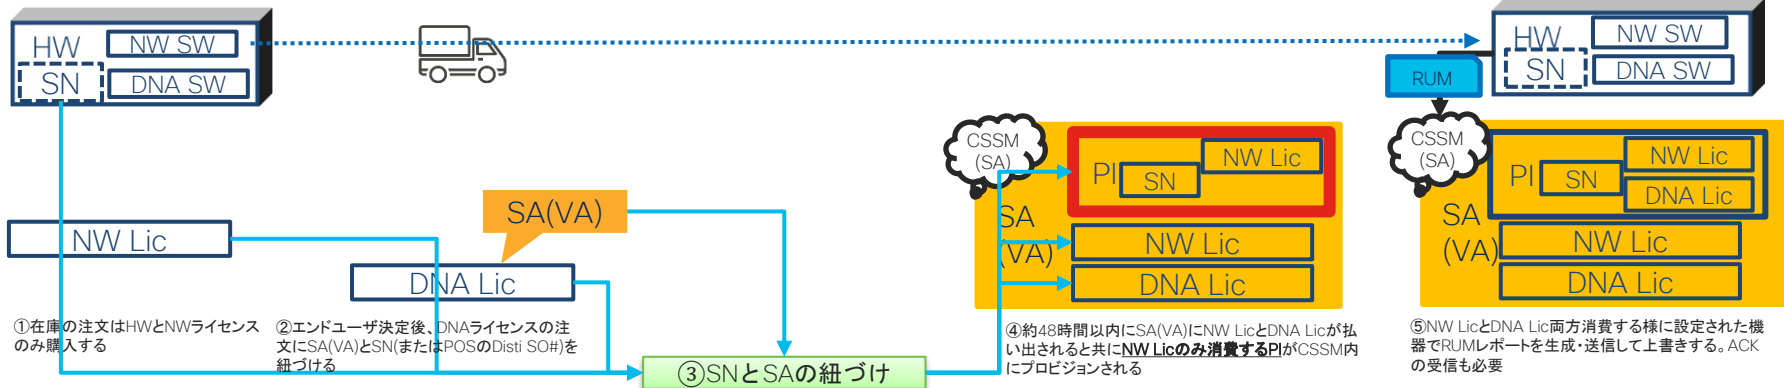 HW
NW SW
SN
DNA SW
NW Lic
SA(VA)
DNA Lic
①在庫の注文はHWとNWライセンス
のみ購入する
②エンドユーザ決定後、DNAライセンスの注
文にSA(VA)とSN(またはPOSのDisti SO#)を
紐づける
③SNとSAの紐づけ
CSSM
(SA)
PI
NW Lic
SN
SA
(VA)
NW Lic
DNA Lic
④約48時間以内にSA(VA)にNW LicとDNA Licが払
い出されると共にNW Licのみ消費するPIがCSSM内
にプロビジョンされる
HW
NW SW
SN
DNA SW
RUM
CSSM
(SA)
PI
SN
NW Lic
DNA Lic
SA
(VA)
NW Lic
DNA Lic
⑤NW LicとDNA Lic両方消費する様に設定された機
器でRUMレポートを生成・送信して上書きする。ACK
の受信も必要